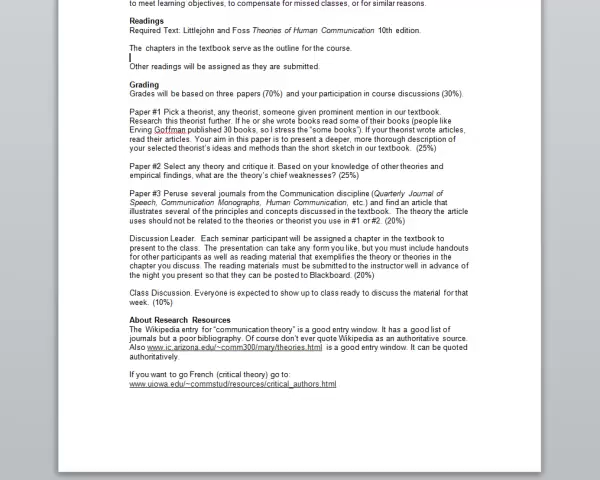 to meet learning objectives, to compensate for missed classes, or for similar reasons.
Readings
Required Text: Littlejohn and Foss Theories of Human Communication 10th edition.
The chapters in the textbook serve as the outline for the course.
Other readings will be assigned as they are submitted.
Grading
Grades will be based on three papers (70%) and your participation in course discussions (30%).
Paper #1 Pick a theorist, any theorist, someone given prominent mention in our textbook.
Research this theorist further. If he or she wrote books read some of their books (people like
Erving Goffman published 30 books, so I stress the “some books”). If your theorist wrote articles,
read their articles. Your aim in this paper is to present a deeper, more thorough description of
your selected theorist's ideas and methods than the short sketch in our textbook. (25%)
Paper #2 Select any theory and critique it. Based on your knowledge of other theories and
empirical findings, what are the theory's chief weaknesses? (25%)
Paper #3 Peruse several journals from the Communication discipline (Quarterly Journal of
Speech, Communication Monographs, Human Communication, etc.) and find an article that
illustrates several of the principles and concepts discussed in the textbook. The theory the article
uses should not be related to the theories or theorist you use in #1 or #2. (20%)
Discussion Leader. Each seminar participant will be assigned a chapter in the textbook to
present to the class. The presentation can take any form you like, but you must include handouts
for other participants as well as reading material that exemplifies the theory or theories in the
chapter you discuss. The reading materials must be submitted to the instructor well in advance of
the night you present so that they can be posted to Blackboard. (20%)
Class Discussion. Everyone is expected to show up to class ready to discuss the material for that
week. (10%)
About Research Resources
The Wikipedia entry for “communication theory” is a good entry window. It has a good list of
journals but a poor bibliography. Of course don't ever quote Wikipedia as an authoritative source.
Also www.ic.arizona.edu/~comm300/mary/theories.html is a good entry window. It can be quoted
authoritatively.
If you want to go French (critical theory) go to:
www.uiowa.edu/~commstud/resources/critical_authors.html